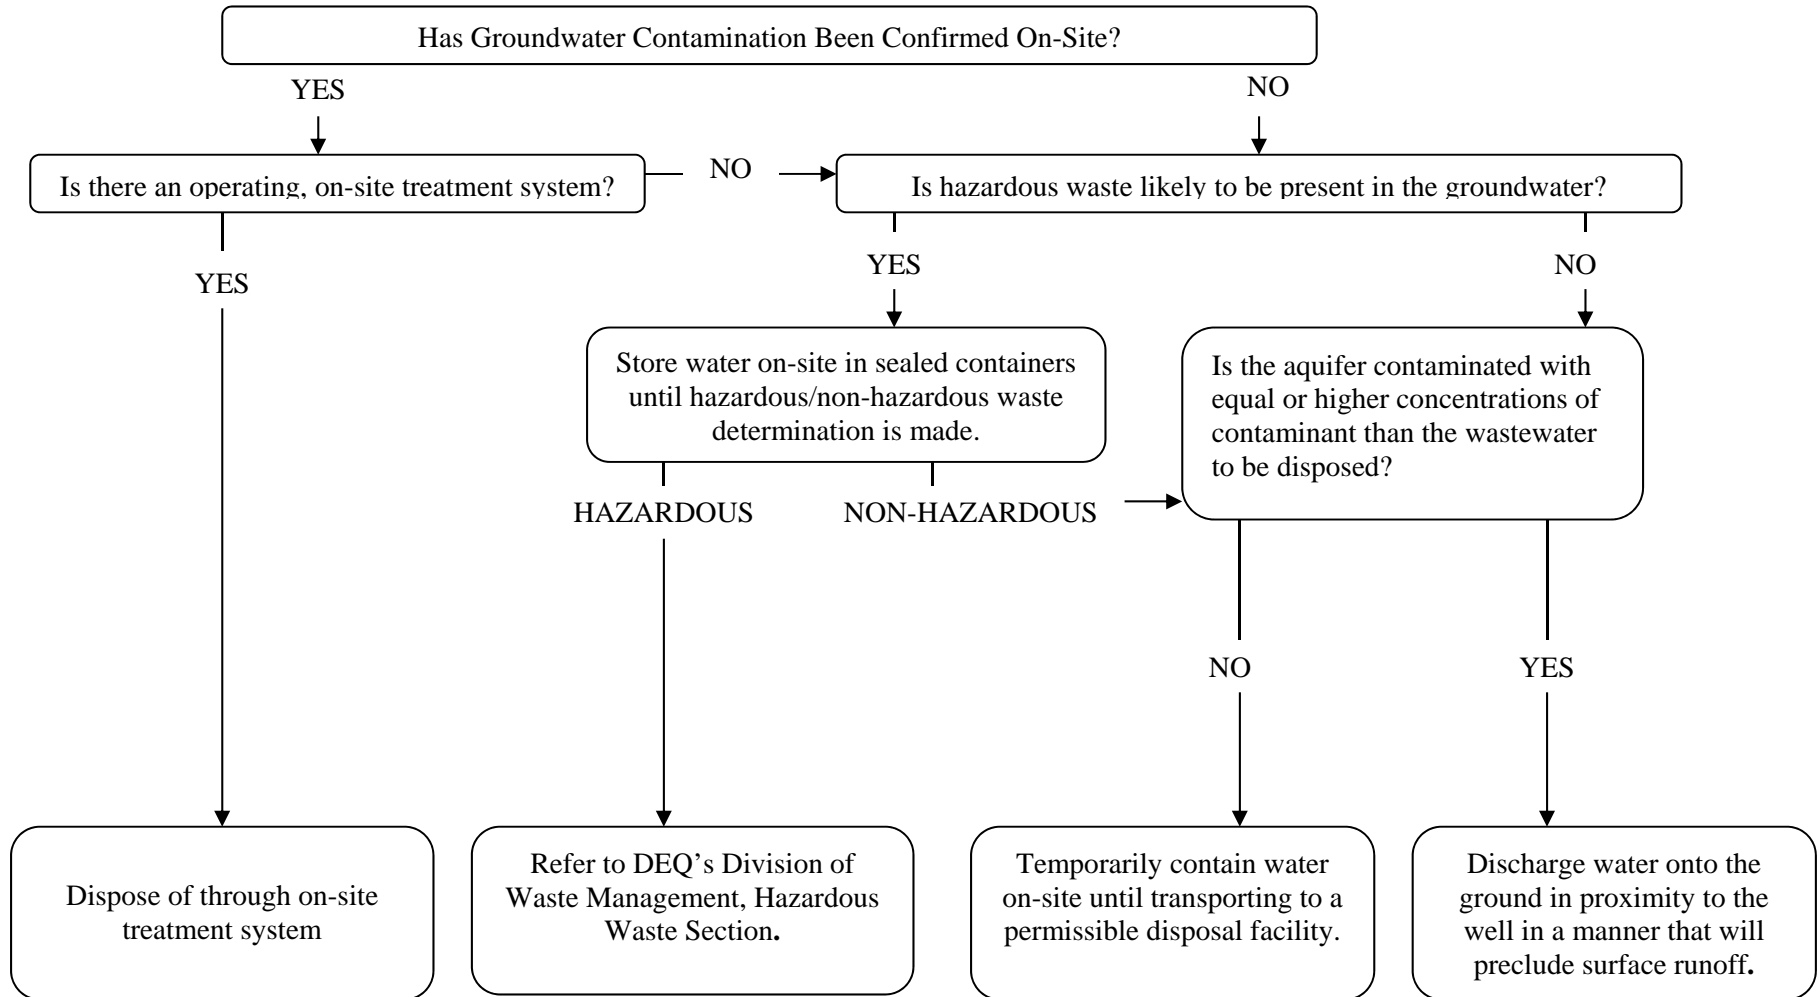 Has Groundwater Contamination Been Confirmed On-Site?
YES
NO
Is there an operating, on-site treatment system?
NO
Is hazardous waste likely to be present in the groundwater?
YES
YES
NO
Store water on-site in sealed containers
until hazardous/non-hazardous waste
determination is made.
Is the aquifer contaminated with
equal or higher concentrations of
contaminant than the wastewater
to be disposed?
HAZARDOUS
NON-HAZARDOUS
NO
YES
Dispose of through on-site
treatment system
Refer to DEQ’s Division of
Waste Management, Hazardous
Waste Section.
Temporarily contain water
on-site until transporting to a
permissible disposal facility.
Discharge water onto the
ground in proximity to the
well in a manner that will
preclude surface runoff.